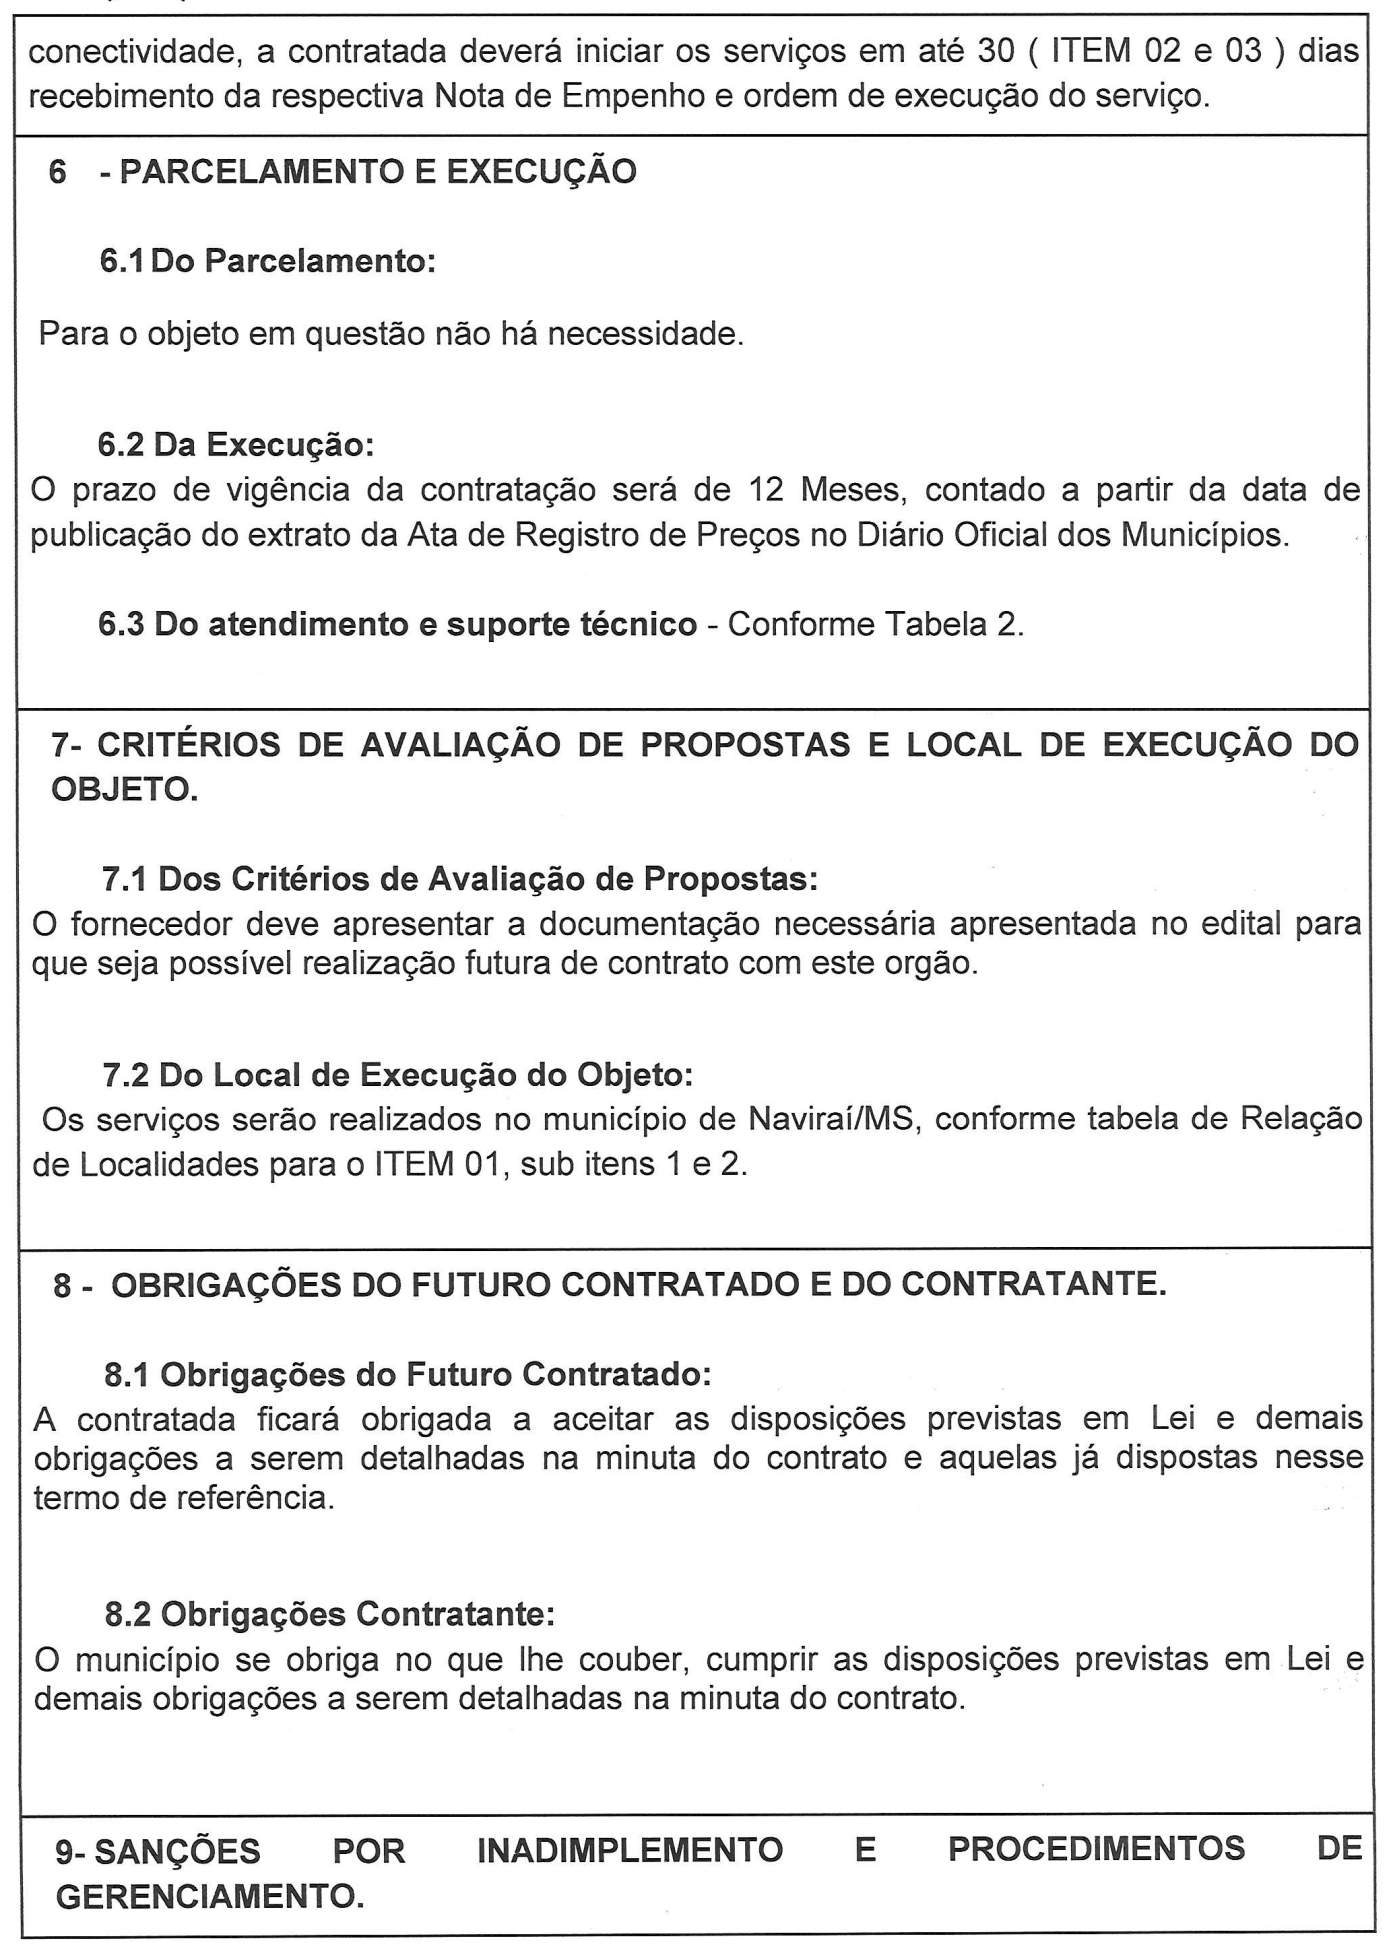 conectividade, a contratada deverá iniciar os serviços em até 30 ( ITEM 02 e 03 ) dias
recebimento da respectiva Nota de Empenho e ordem de execução do serviço.
6 - PARCELAMENTO E EXECUÇÃO
6.1 Do Parcelamento:
Para o objeto em questão não há necessidade.
6.2 Da Execução:
O prazo de vigência da contratação será de 12 Meses, contado a partir da data de
publicação do extrato da Ata de Registro de Preços no Diário Oficial dos Municípios.
6.3 Do atendimento e suporte técnico - Conforme Tabela 2.
7- CRITÉRIOS DE AVALIAÇÃO DE PROPOSTAS E LOCAL DE EXECUÇÃO DO
OBJETO.
7.1 Dos Critérios de Avaliação de Propostas:
O fornecedor deve apresentar a documentação necessária apresentada no edital para
que seja possível realização futura de contrato com este orgão.
7.2 Do Local de Execução do Objeto:
Os serviços serão realizados no município de Naviraí/MS, conforme tabela de Relação
de Localidades para o ITEM 01, sub itens 1 e 2.
8 - OBRIGAÇÕES DO FUTURO CONTRATADO E DO CONTRATANTE.
8.1 Obrigações do Futuro Contratado:
A contratada ficará obrigada a aceitar as disposições previstas em Lei e demais
obrigações a serem detalhadas na minuta do contrato e aquelas já dispostas nesse
termo de referência.
8.2 Obrigações Contratante:
O município se obriga no que lhe couber, cumprir as disposições previstas em Lei e
demais obrigações a serem detalhadas na minuta do contrato.
9- SANÇÕES POR INADIMPLEMENTO E PROCEDIMENTOS DE
GERENCIAMENTO.